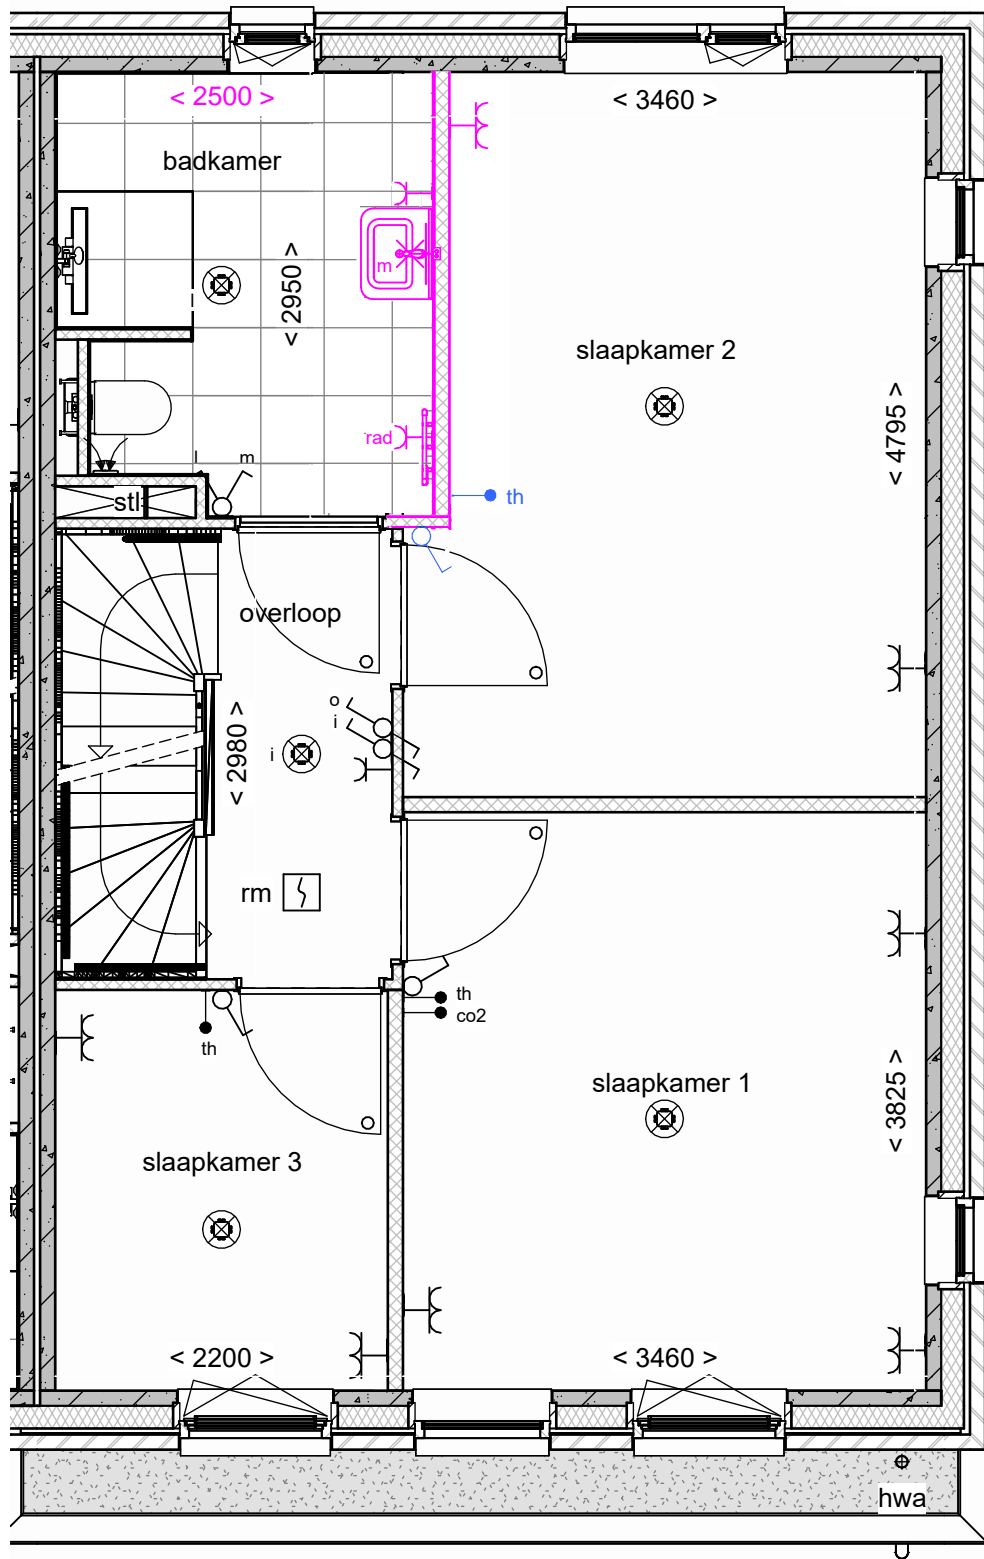 < 2500 >
< 3460 >
badkamer
< 2950 >
m
slaapkamer 2
< 4795 >
rad
l
m
stl
th
overloop
o
i
< 2980 >
i
rm
th
co2
th
slaapkamer 1
< 3825 >
slaapkamer 3
< 2200 >
< 3460 >
hwa